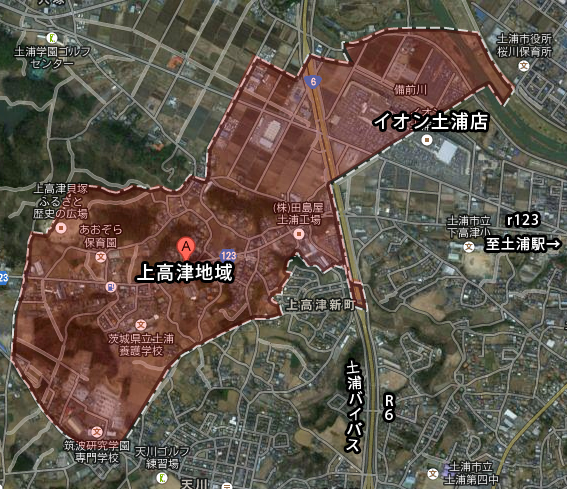 土浦学園ゴルフ
センター
6
土浦市役所
桜川保育所
備前川
イオン
イオン土浦店
上高津貝塚
ふるさと
歴史の広場
あおぞら
保育園
A
上高津地域
123
(株)田島屋
土浦工場
土浦市立
下高津小
r123
至土浦駅→
23
上高津新町
茨城県立土浦
養護学校
土浦バイパス
R6
筑波研究学園
専門学校
天川ゴルフ
練習場
天川
土浦市立
土浦第四中